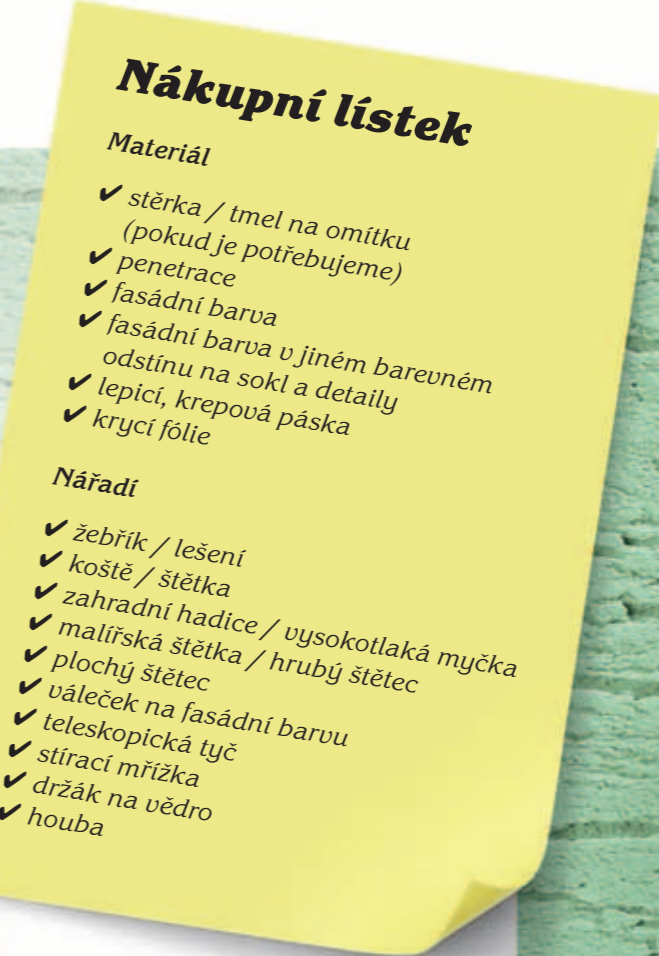 Nákupní lístek
Materiál
✔ stěrka / tmel na omítku
(pokud je potřebujeme)
✔ penetrace
✔ fasádní barva
✔ fasádní barva v jiném barevném
odstínu na sokl a detaily
✔ lepicí, krepová páska
✔ krycí fólie
Nářadí
✔ žebřík / lešení
✔ koště / štětka
✔ zahradní hadice / vysokotlaká myčka
✔ malířská štětka / hrubý štětec
✔ plochý štětec
✔ váleček na fasádní barvu
✔ teleskopická tyč
✔ stírací mřížka
✔ držák na vědro
✔ houba